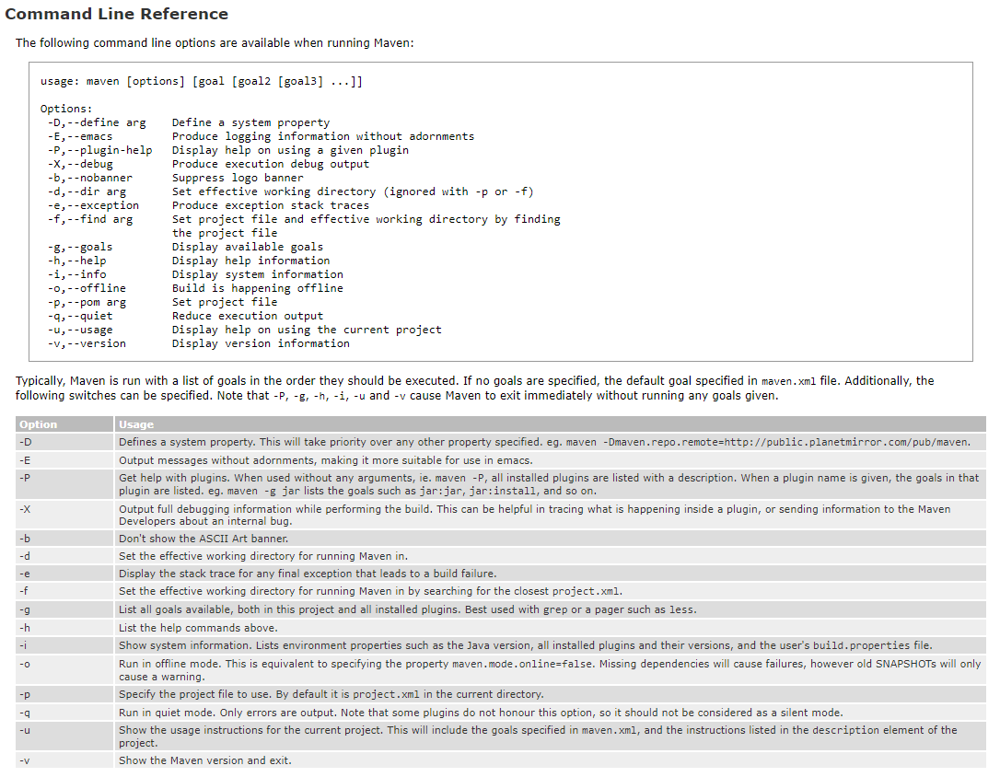 Command Line Reference
The following command line options are available when running Maven:
usage: maven [options] [goal [goal2 [goal3] ...]]
Options:
-D,--define arg    Define a system property
-E,--emacs         Produce logging information without adornments
-P,--plugin-help   Display help on using a given plugin
-X,--debug         Produce execution debug output
-b,--nobanner      Suppress logo banner
-d,--dir arg       Set effective working directory (ignored with -p or -f)
-e,--exception     Produce exception stack traces
-f,--find arg      Set project file and effective working directory by finding
the project file
-g,--goals         Display available goals
-h,--help          Display help information
-i,--info          Display system information
-o,--offline       Build is happening offline
-p,--pom arg       Set project file
-q,--quiet         Reduce execution output
-u,--usage         Display help on using the current project
-v,--version       Display version information
Typically, Maven is run with a list of goals in the order they should be executed. If no goals are specified, the default goal specified in maven.xml file. Additionally, the
following switches can be specified. Note that -P, -g, -h, -i, -u and -v cause Maven to exit immediately without running any goals given.
Option Usage
-D Defines a system property. This will take priority over any other property specified. eg. maven -Dmaven.repo.remote=http://public.planetmirror.com/pub/maven.
-E Output messages without adornments, making it more suitable for use in emacs.
-P Get help with plugins. When used without any arguments, ie. maven -P, all installed plugins are listed with a description. When a plugin name is given, the goals in that
plugin are listed. eg. maven -g jar lists the goals such as jar:jar, jar:install, and so on.
-X Output full debugging information while performing the build. This can be helpful in tracing what is happening inside a plugin, or sending information to the Maven
Developers about an internal bug.
-b Don't show the ASCII Art banner.
-d Set the effective working directory for running Maven in.
-e Display the stack trace for any final exception that leads to a build failure.
-f Set the effective working directory for running Maven in by searching for the closest project.xml.
-g List all goals available, both in this project and all installed plugins. Best used with grep or a pager such as less.
-h List the help commands above.
-i Show system information. Lists environment properties such as the Java version, all installed plugins and their versions, and the user's build.properties file.
-o Run in offline mode. This is equivalent to specifying the property maven.mode.online=false. Missing dependencies will cause failures, however old SNAPSHOTs will only
cause a warning.
-p Specify the project file to use. By default it is project.xml in the current directory.
-q Run in quiet mode. Only errors are output. Note that some plugins do not honour this option, so it should not be considered as a silent mode.
-u Show the usage instructions for the current project. This will include the goals specified in maven.xml, and the instructions listed in the description element of the
project.
-v Show the Maven version and exit.